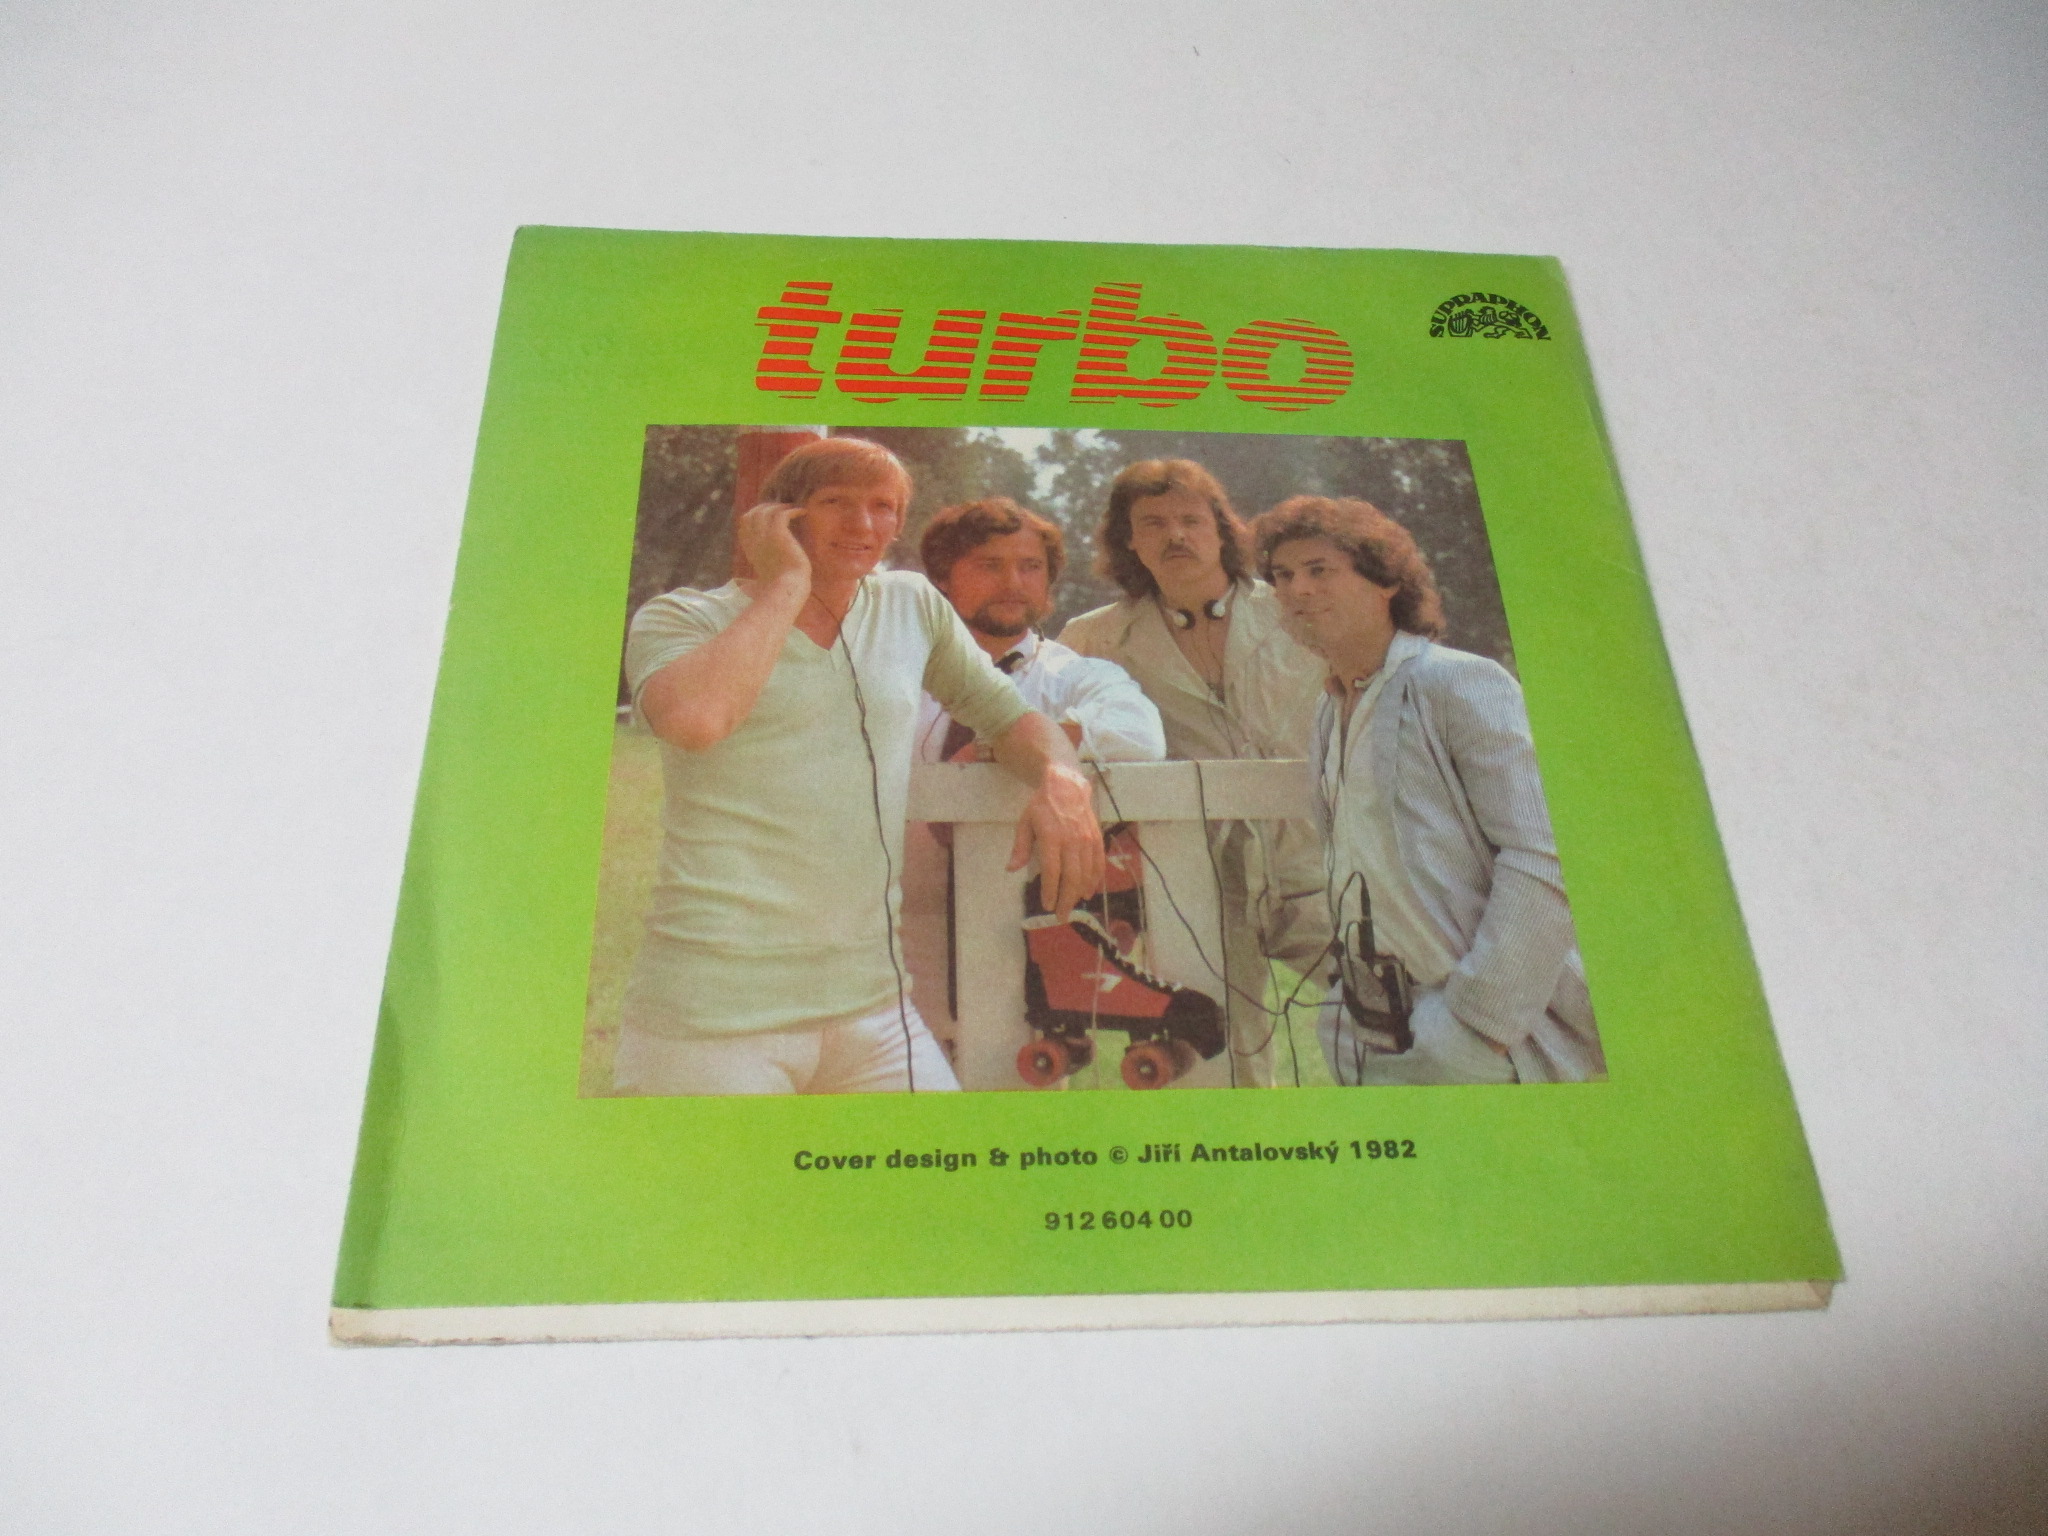 turbo
SUPRAPHON
Cover design & photo © Jiří Antalovský 1982
912 604 00